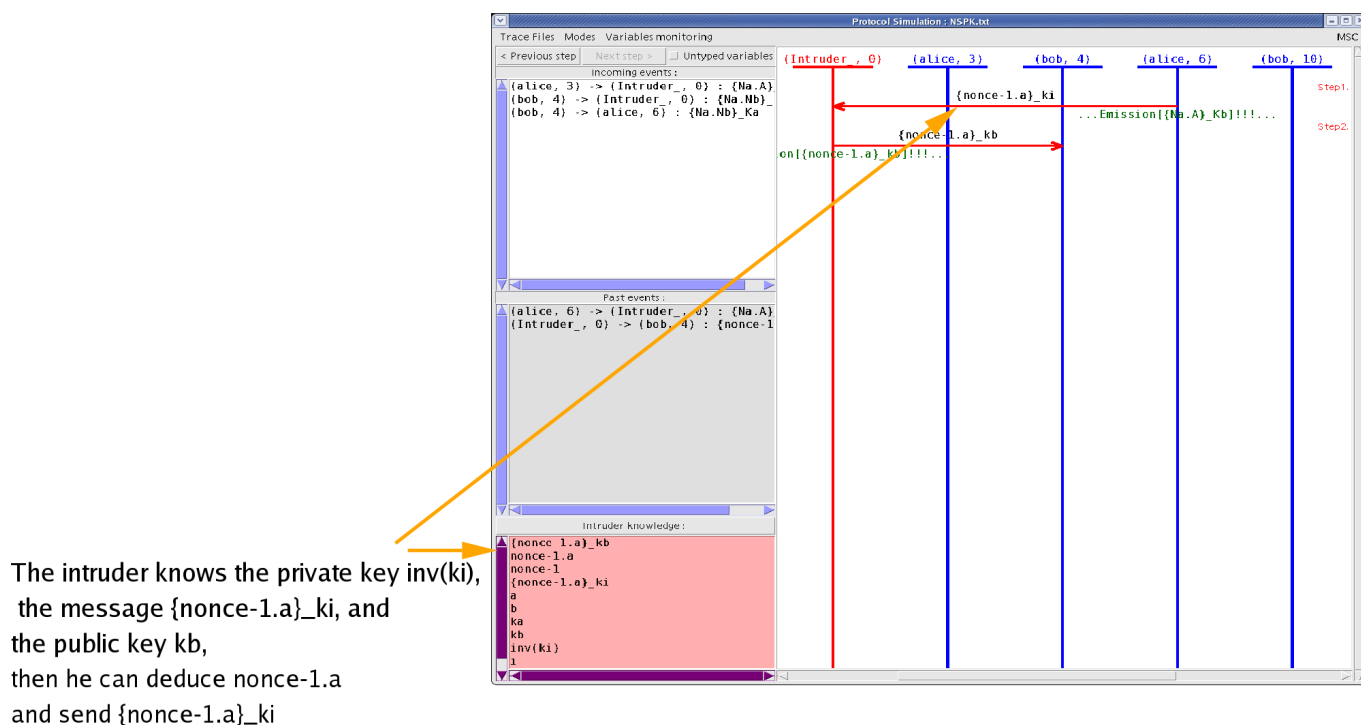 Protocol Simulation : NSPK.txt
Trace Files Modes Variables monitoring MSC
< Previous step Next step > Untyped variables
Incoming events :
(alice, 3) -> (Intruder_, 0) : {Na.A}
(bob, 4) -> (Intruder_, 0) : {Na.Nb}_
(bob, 4) -> (alice, 6) : {Na.Nb}_Ka
Past events :
(alice, 6) -> (Intruder_, 0) : {Na.A}
(Intruder_, 0) -> (bob, 4) : {nonce-1
Intruder knowledge :
{nonce-1.a}_kb
nonce-1.a
nonce-1
{nonce-1.a}_ki
a
b
ka
kb
inv(ki)
i
(Intruder_, 0) (alice, 3) (bob, 4) (alice, 6) (bob, 10)
Step1.
{nonce-1.a}_ki
...Emission[{Na.A}_Kb]!!!...
Step2.
{nonce-1.a}_kb
on[{nonce-1.a}_kb]!!!...
The intruder knows the private key inv(ki),
the message {nonce-1.a}_ki, and
the public key kb,
then he can deduce nonce-1.a
and send {nonce-1.a}_ki